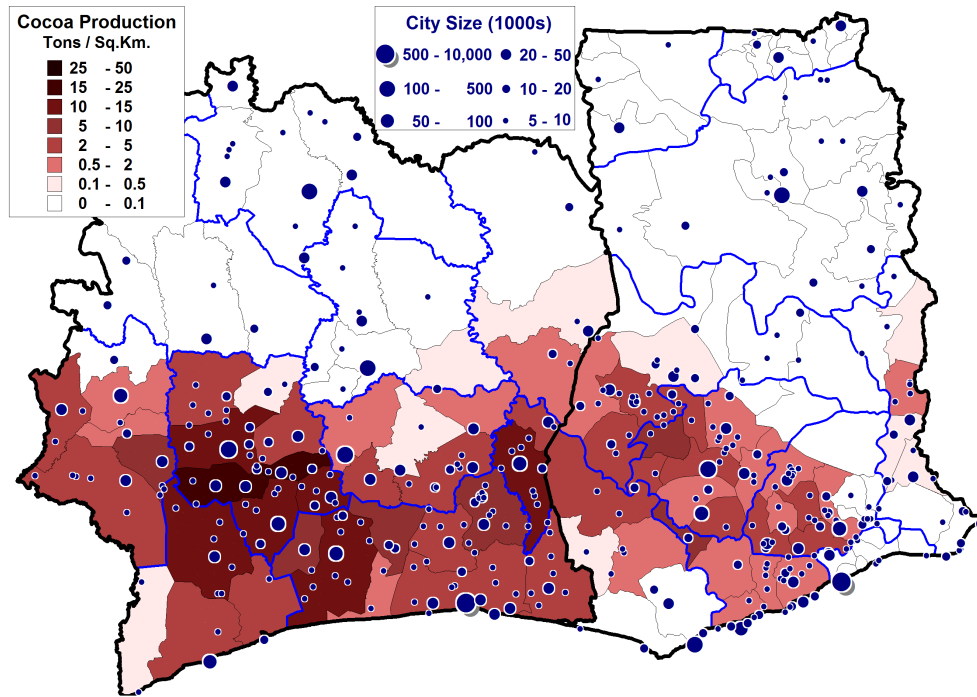 Cocoa Production
Tons / Sq.Km.
25 - 50
15 - 25
10 - 15
5 - 10
2 - 5
0.5 - 2
0.1 - 0.5
0 - 0.1
City Size (1000s)
500 - 10,000 20 - 50
100 - 500 10 - 20
50 - 100 5 - 10